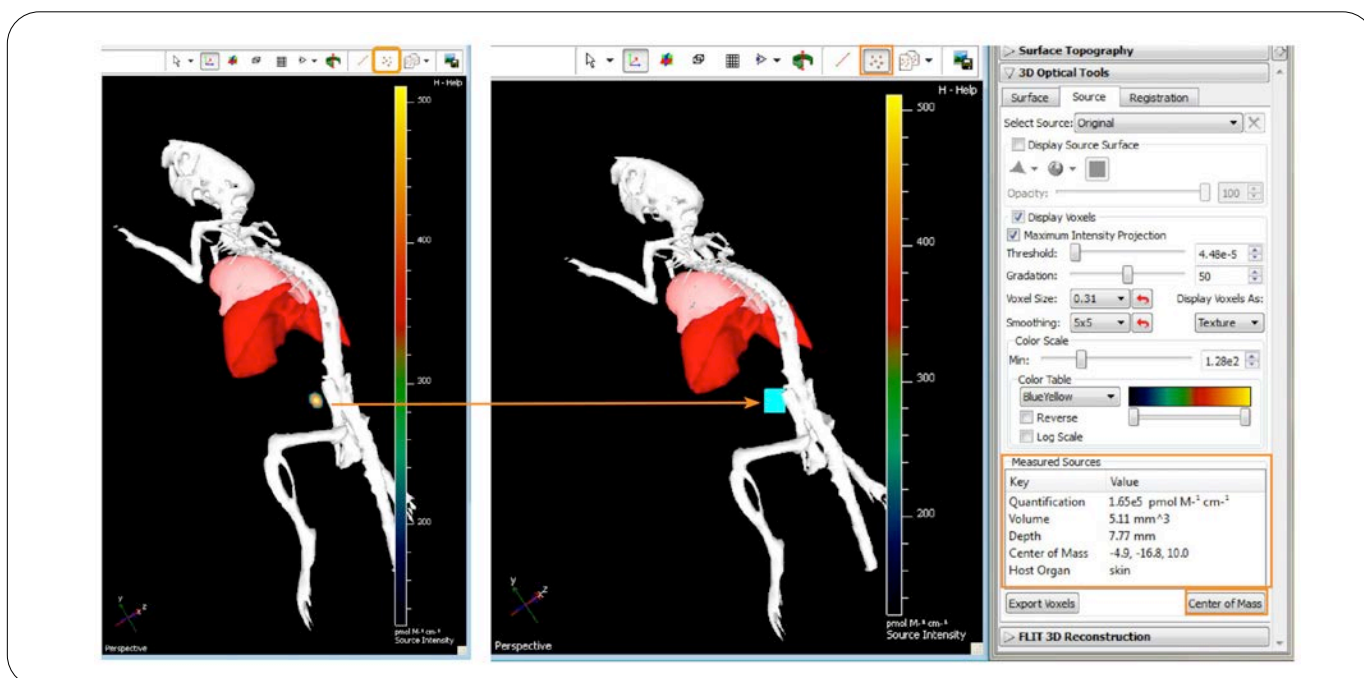 H - Help
500
400
300
200
y
z
pmol M-¹ cm-¹
Source Intensity
Perspective
H - Help
500
400
300
200
y
z
pmol M-¹ cm-¹
Source Intensity
Perspective
Surface Topography
3D Optical Tools
Surface Source Registration
Select Source: Original
Display Source Surface
Opacity: 100
Display Voxels
Maximum Intensity Projection
Threshold: 4.48e-5
Gradation: 50
Voxel Size: 0.31 Display Voxels As:
Smoothing: 5x5 Texture
Color Scale
Min: 1.28e2
Color Table
BlueYellow
Reverse
Log Scale
Measured Sources
Key Value
Quantification 1.65e5 pmol M-¹ cm-¹
Volume 5.11 mm^3
Depth 7.77 mm
Center of Mass -4.9, -16.8, 10.0
Host Organ skin
Export Voxels Center of Mass
FLIT 3D Reconstruction